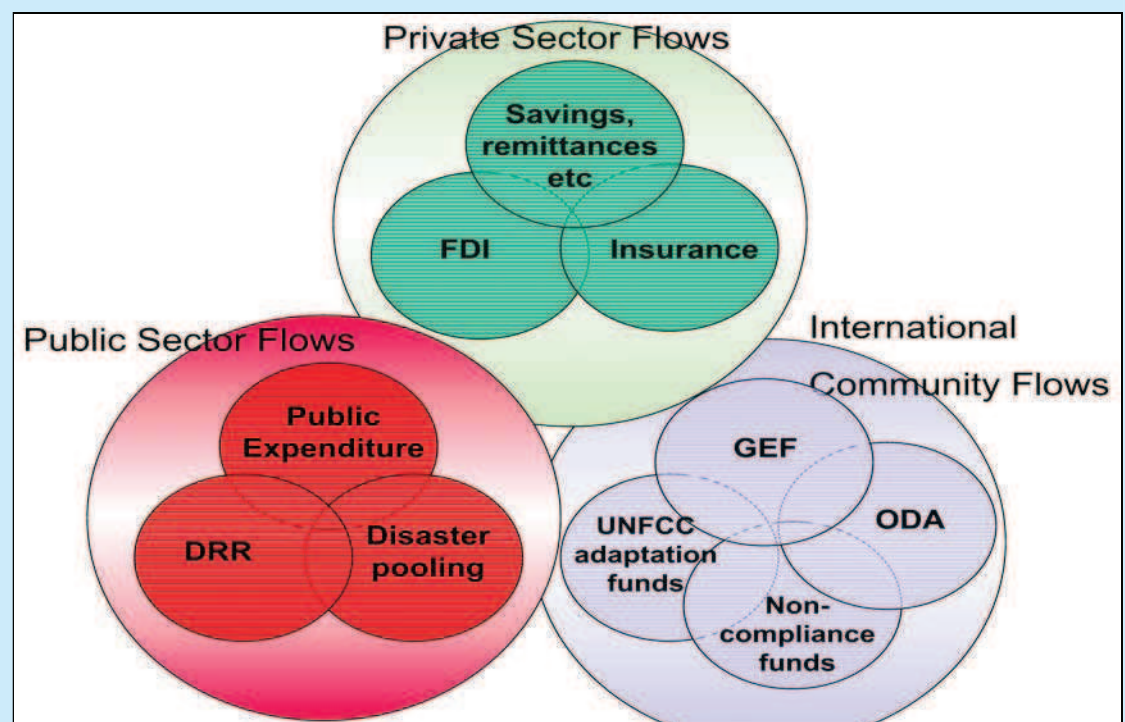 Private Sector Flows
Savings,
remittances
etc
FDI
Insurance
Public Sector Flows
Public
Expenditure
DRR
Disaster
pooling
International
Community Flows
GEF
ODA
UNFCC
adaptation
funds
Non-
compliance
funds